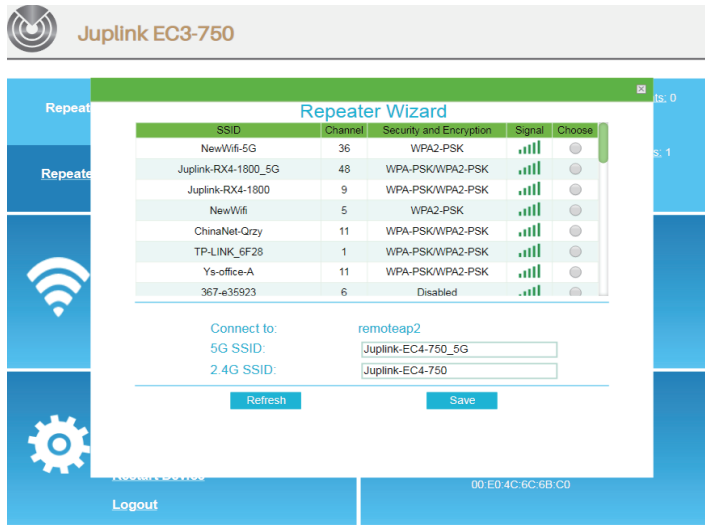 Juplink EC3-750
Repeat
ts: 0
Repeater Wizard
SSID Channel Security and Encryption Signal Choose
NewWifi-5G 36 WPA2-PSK
Juplink-RX4-1800_5G 48 WPA-PSK/WPA2-PSK
Juplink-RX4-1800 9 WPA-PSK/WPA2-PSK
NewWifi 5 WPA2-PSK
ChinaNet-Qrzy 11 WPA-PSK/WPA2-PSK
TP-LINK_6F28 1 WPA-PSK/WPA2-PSK
Ys-office-A 11 WPA-PSK/WPA2-PSK
367-e35923 6 Disabled
Repeate
s: 1
Connect to: remoteap2
5G SSID: Juplink-EC4-750_5G
2.4G SSID: Juplink-EC4-750
Refresh Save
Restart Device
00:E0:4C:6C:6B:C0
Logout